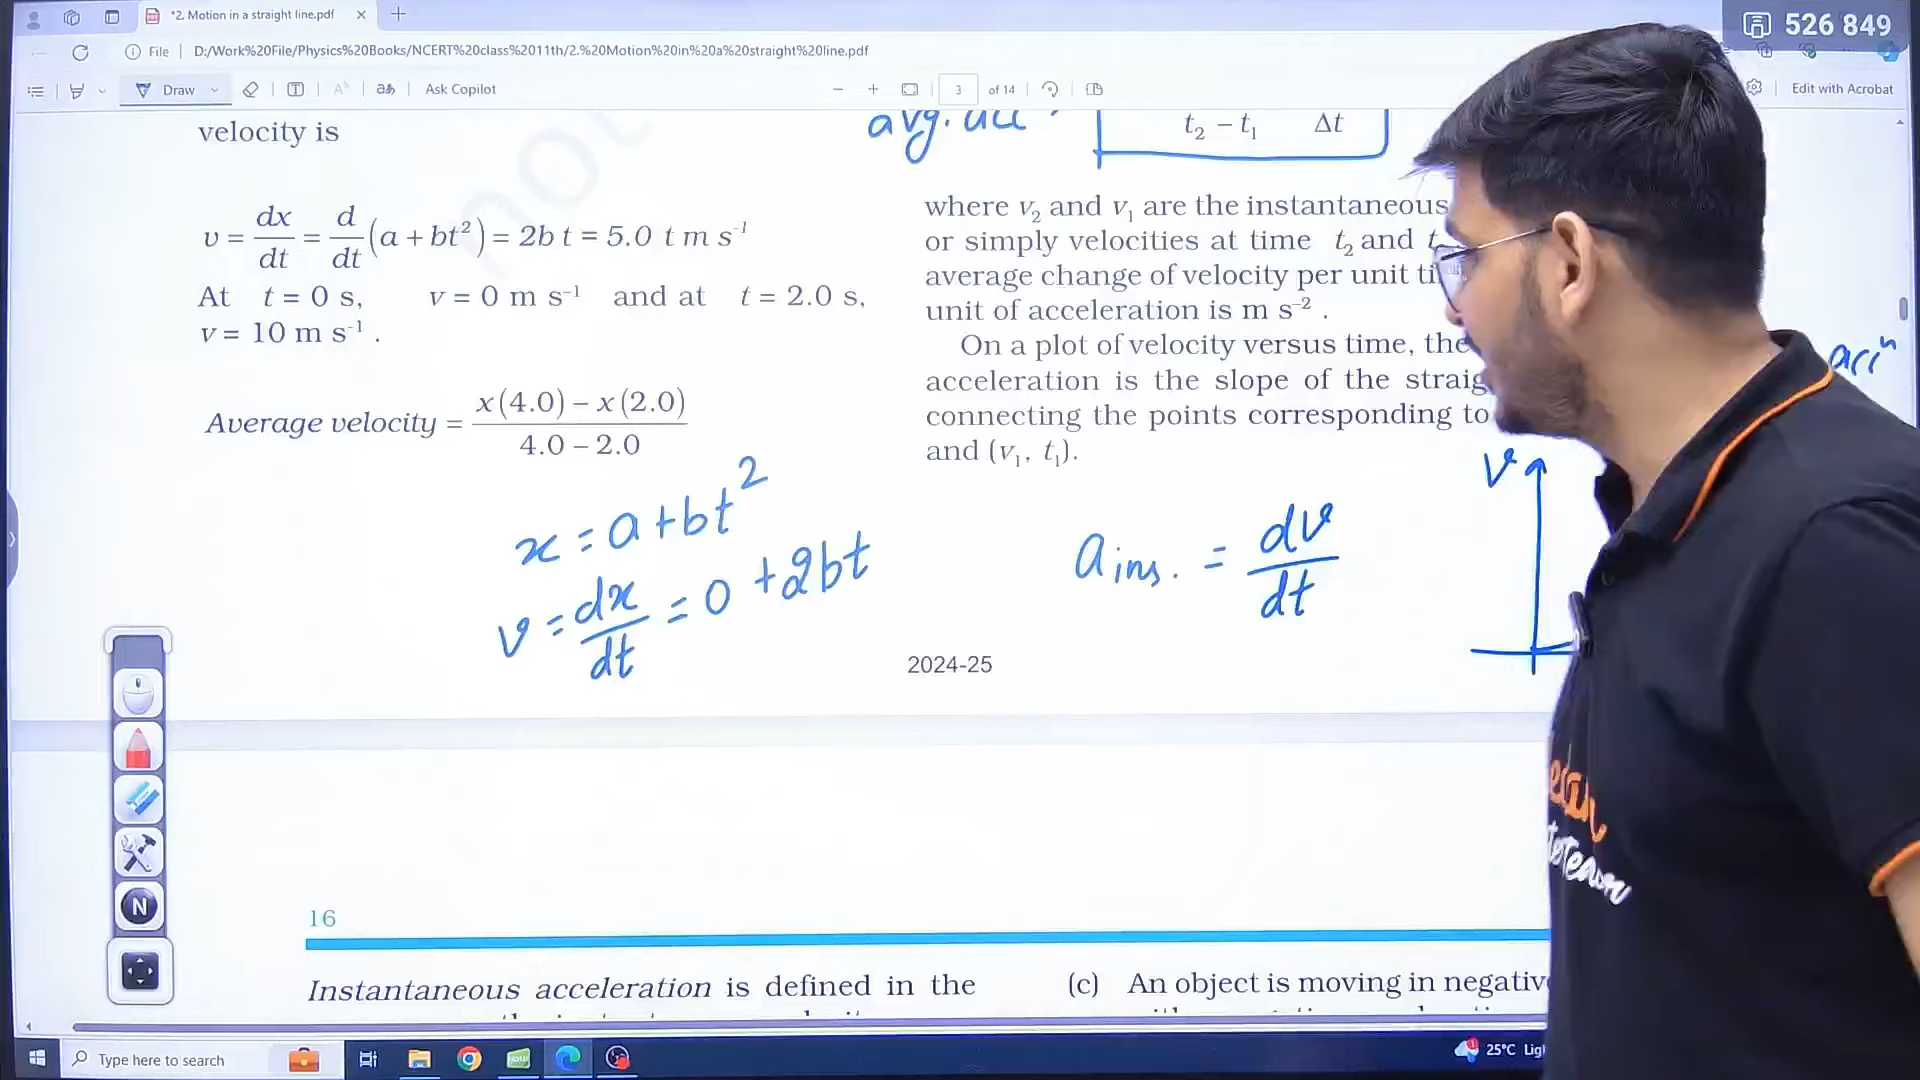 *2. Motion in a straight line.pdf
526 849
File | D:/Work%20File/Physics%20Books/NCERT%20class%2011th/2.%20Motion%20in%20a%20straight%20line.pdf
Draw
Ask Copilot
3 of 14
Edit with Acrobat
velocity is
v = dx/dt = d/dt (a + bt²) = 2b t = 5.0 t m s⁻¹
At t = 0 s, v = 0 m s⁻¹ and at t = 2.0 s,
v = 10 m s⁻¹ .
Average velocity = x(4.0) − x(2.0) / 4.0 − 2.0
x = a + bt²
v = dx/dt = 0 + 2bt
avg. acc
t₂ − t₁ Δt
where v₂ and v₁ are the instantaneous
or simply velocities at time t₂ and
average change of velocity per unit
unit of acceleration is m s⁻² .
On a plot of velocity versus time, the
acceleration is the slope of the
connecting the points corresponding to
and (v₁, t₁).
a ins. = dv/dt
v
2024-25
16
Instantaneous acceleration is defined in the
(c) An object is moving in
N
Type here to search
25°C